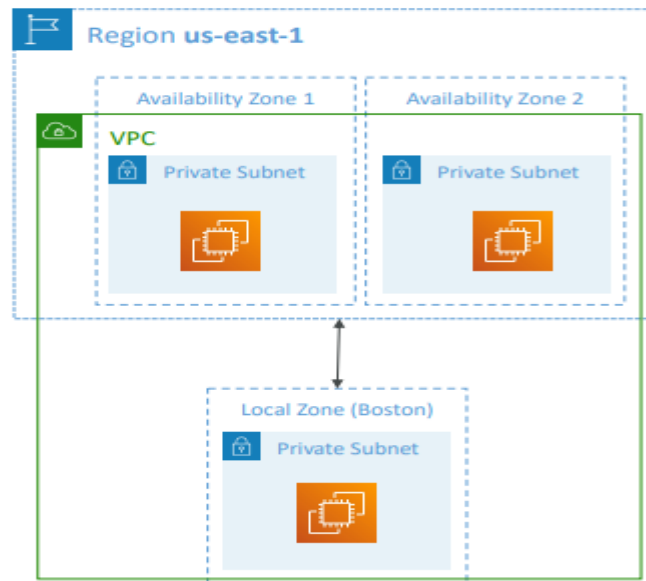 Region us-east-1
Availability Zone 1
Availability Zone 2
VPC
Private Subnet
Private Subnet
Local Zone (Boston)
Private Subnet